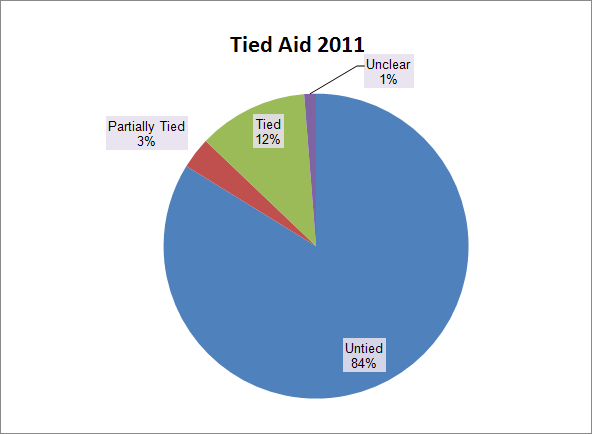 Tied Aid 2011
Unclear
1%
Partially Tied
3%
Tied
12%
Untied
84%